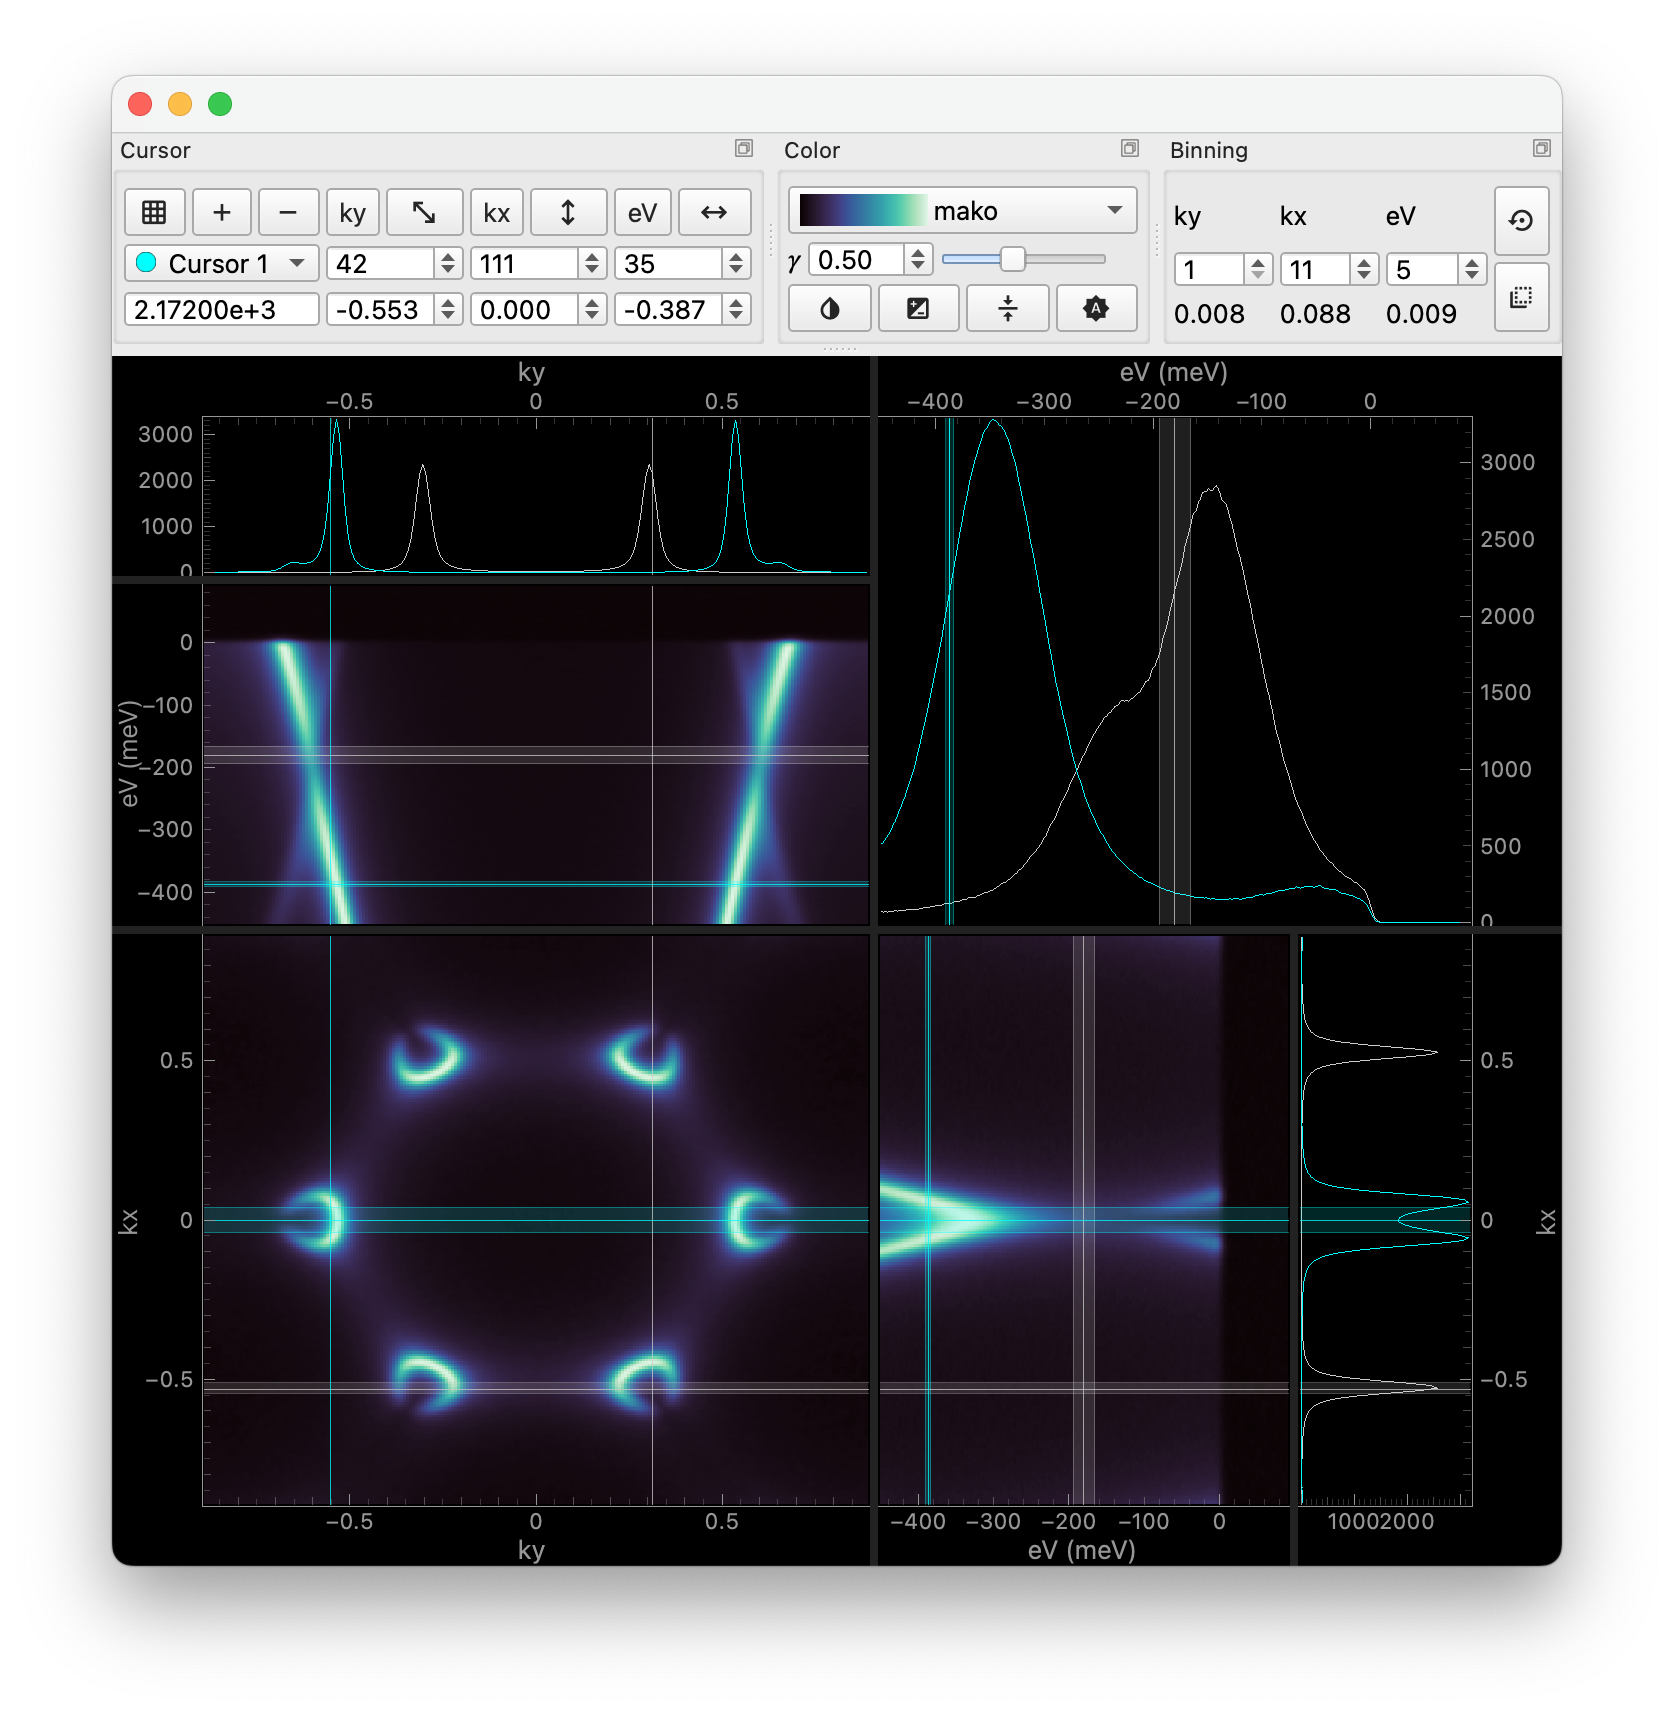 Cursor Color Binning
ky kx eV mako ky kx eV
Cursor 1 42 111 35 γ 0.50 1 11 5
2.17200e+3 -0.553 0.000 -0.387 0.008 0.088 0.009
ky
−0.5 0 0.5
3000
2000
1000
0
eV (meV)
−400 −300 −200 −100 0
3000
2500
2000
1500
1000
500
0
eV (meV)
0
−100
−200
−300
−400
kx
0.5
0
−0.5
−0.5 0 0.5
ky
−400 −300 −200 −100 0
eV (meV)
10002000
0.5
0
−0.5
kx